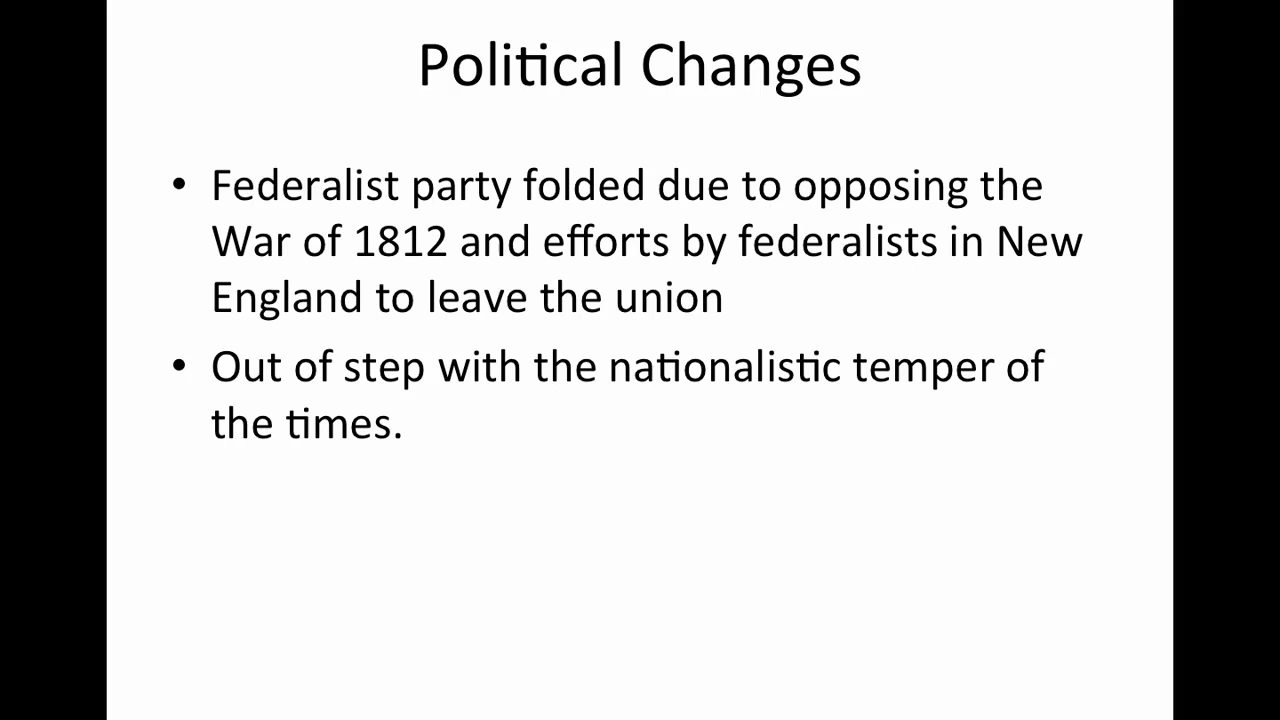 Political Changes
• Federalist party folded due to opposing the
War of 1812 and efforts by federalists in New
England to leave the union
• Out of step with the nationalistic temper of
the times.